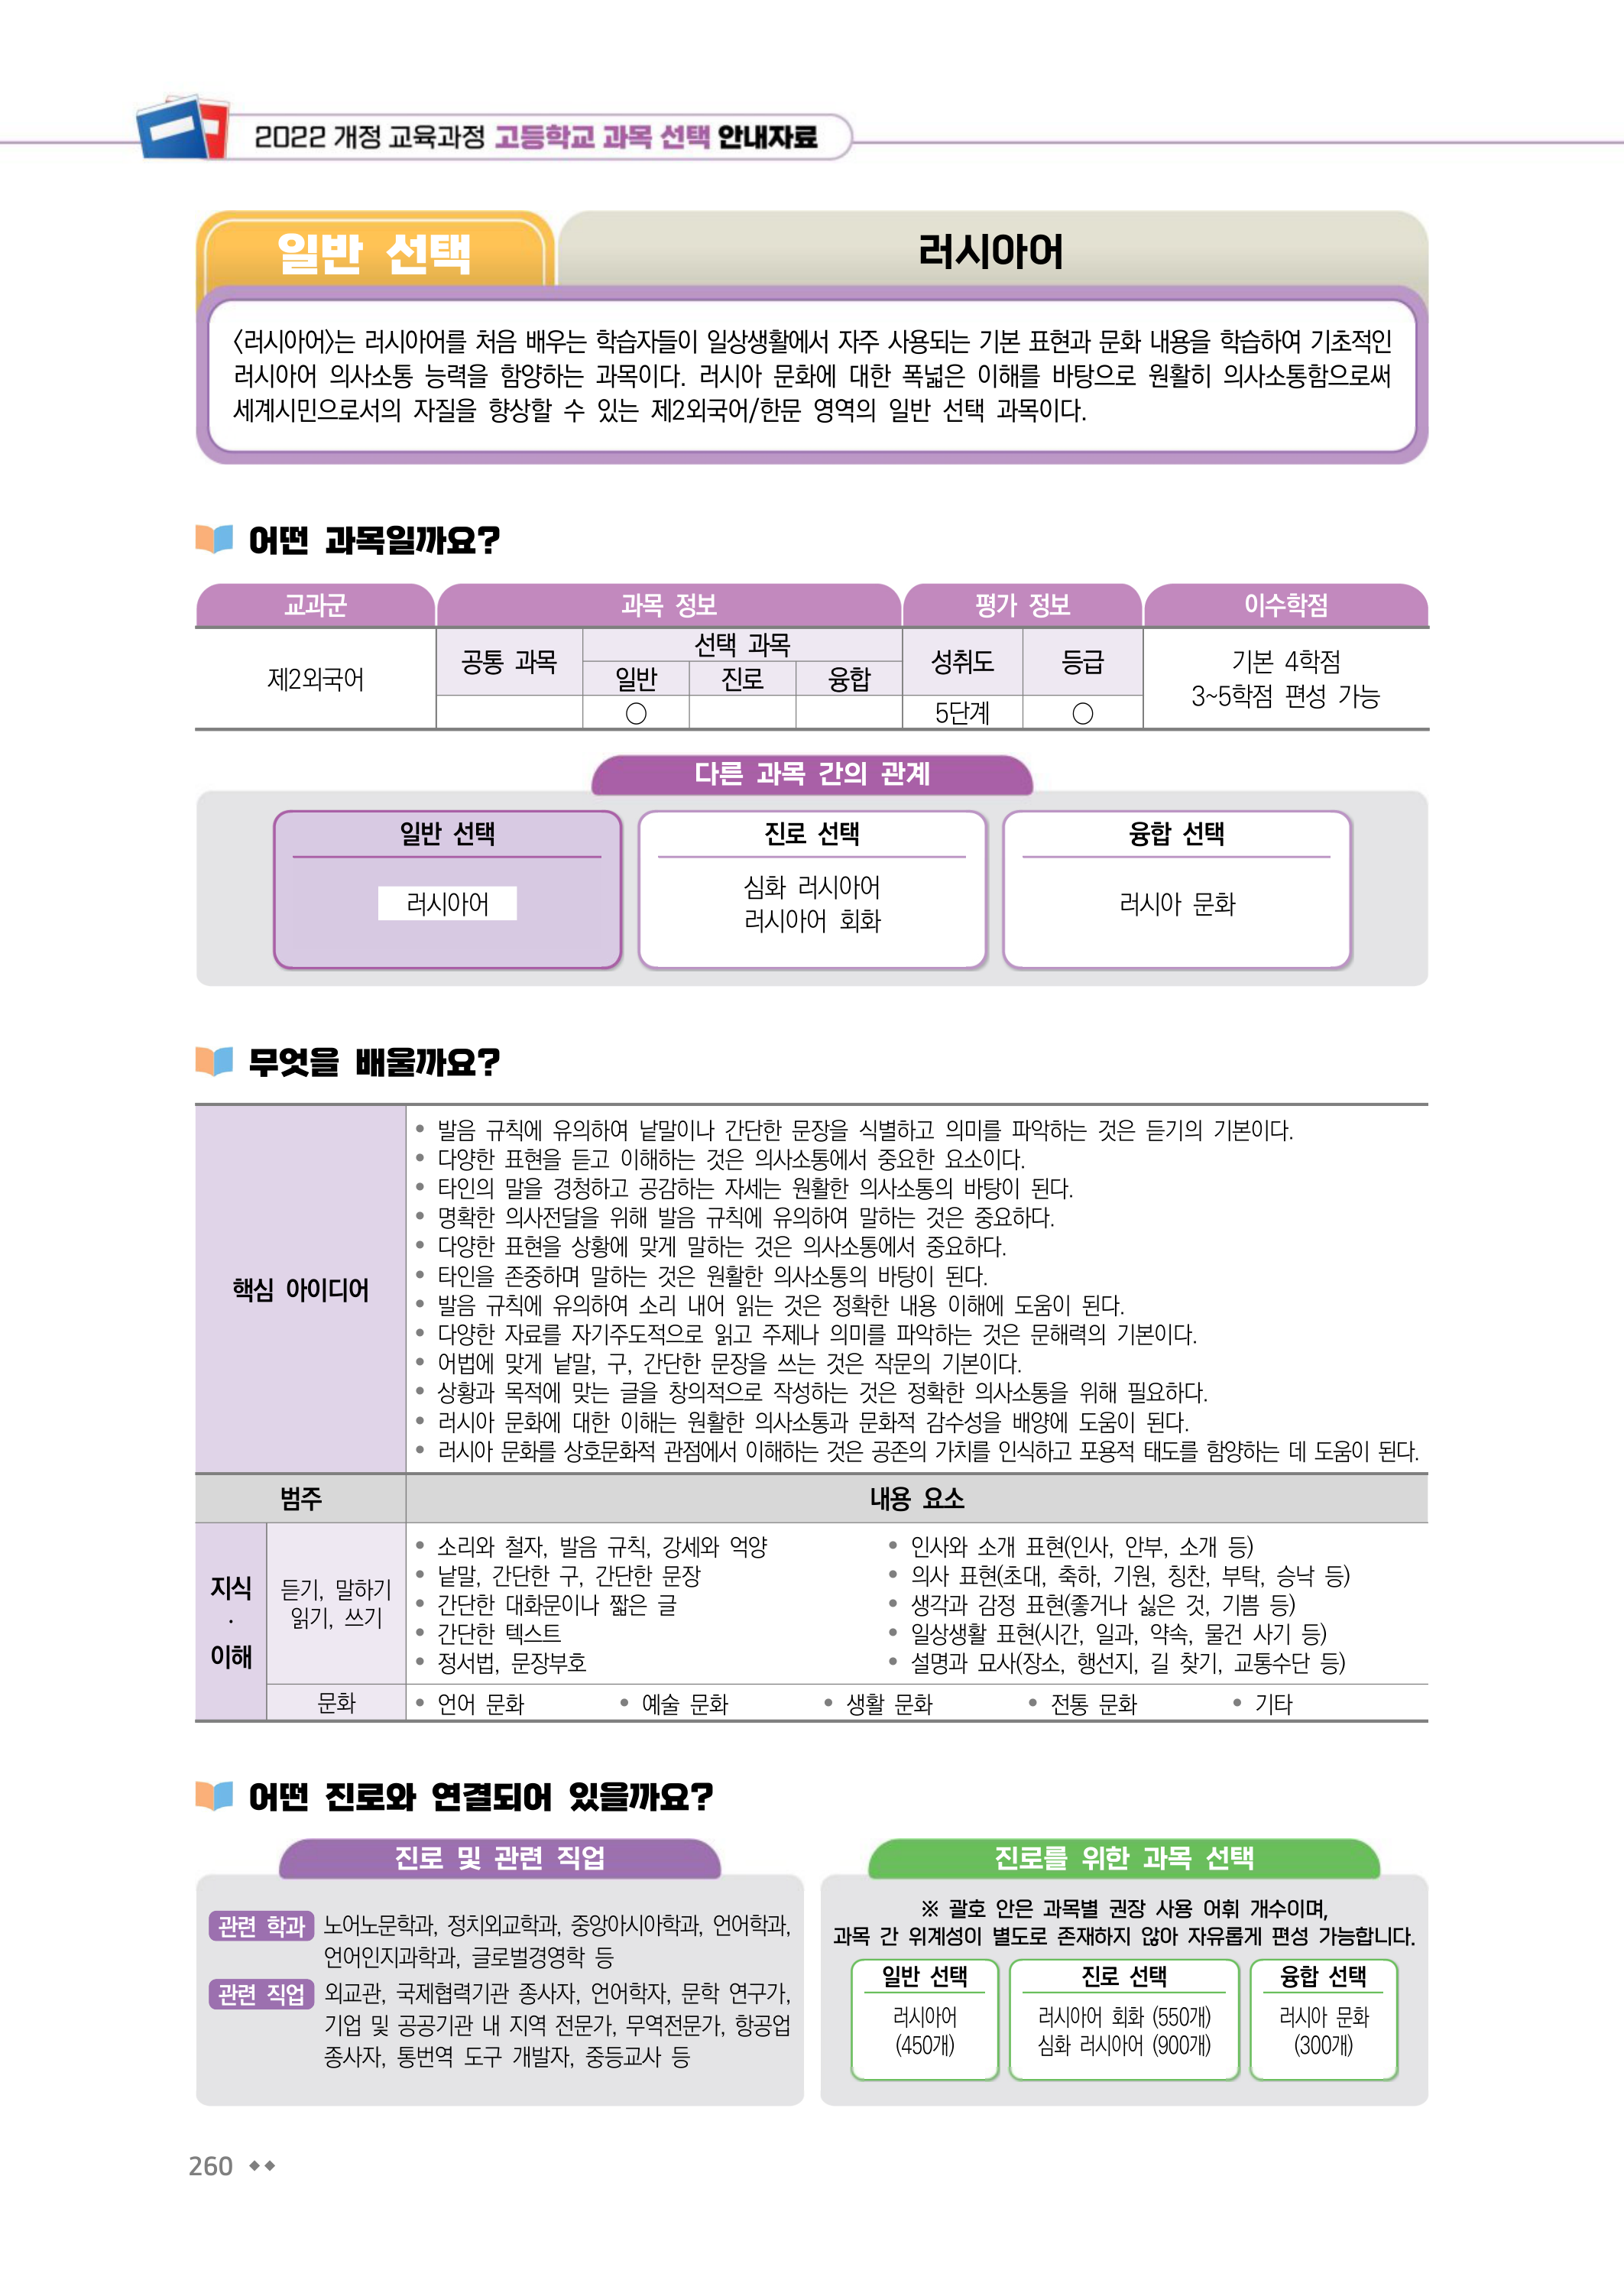 2022 개정 교육과정 고등학교 과목 선택 안내자료
일반 선택
러시아어
〈러시아어〉는 러시아어를 처음 배우는 학습자들이 일상생활에서 자주 사용되는 기본 표현과 문화 내용을 학습하여 기초적인
러시아어 의사소통 능력을 함양하는 과목이다. 러시아 문화에 대한 폭넓은 이해를 바탕으로 원활히 의사소통함으로써
세계시민으로서의 자질을 향상할 수 있는 제2외국어/한문 영역의 일반 선택 과목이다.
어떤 과목일까요?
교과군 과목 정보 평가 정보 이수학점
제2외국어
공통 과목
선택 과목
일반 진로 융합
○
성취도 등급
5단계 ○
기본 4학점
3~5학점 편성 가능
다른 과목 간의 관계
일반 선택
러시아어
진로 선택
심화 러시아어
러시아어 회화
융합 선택
러시아 문화
무엇을 배울까요?
핵심 아이디어
• 발음 규칙에 유의하여 낱말이나 간단한 문장을 식별하고 의미를 파악하는 것은 듣기의 기본이다.
• 다양한 표현을 듣고 이해하는 것은 의사소통에서 중요한 요소이다.
• 타인의 말을 경청하고 공감하는 자세는 원활한 의사소통의 바탕이 된다.
• 명확한 의사전달을 위해 발음 규칙에 유의하여 말하는 것은 중요하다.
• 다양한 표현을 상황에 맞게 말하는 것은 의사소통에서 중요하다.
• 타인을 존중하며 말하는 것은 원활한 의사소통의 바탕이 된다.
• 발음 규칙에 유의하여 소리 내어 읽는 것은 정확한 내용 이해에 도움이 된다.
• 다양한 자료를 자기주도적으로 읽고 주제나 의미를 파악하는 것은 문해력의 기본이다.
• 어법에 맞게 낱말, 구, 간단한 문장을 쓰는 것은 작문의 기본이다.
• 상황과 목적에 맞는 글을 창의적으로 작성하는 것은 정확한 의사소통을 위해 필요하다.
• 러시아 문화에 대한 이해는 원활한 의사소통과 문화적 감수성을 배양에 도움이 된다.
• 러시아 문화를 상호문화적 관점에서 이해하는 것은 공존의 가치를 인식하고 포용적 태도를 함양하는 데 도움이 된다.
범주 내용 요소
지식
·
이해
듣기, 말하기
읽기, 쓰기
• 소리와 철자, 발음 규칙, 강세와 억양
• 낱말, 간단한 구, 간단한 문장
• 간단한 대화문이나 짧은 글
• 간단한 텍스트
• 정서법, 문장부호
• 인사와 소개 표현(인사, 안부, 소개 등)
• 의사 표현(초대, 축하, 기원, 칭찬, 부탁, 승낙 등)
• 생각과 감정 표현(좋거나 싫은 것, 기쁨 등)
• 일상생활 표현(시간, 일과, 약속, 물건 사기 등)
• 설명과 묘사(장소, 행선지, 길 찾기, 교통수단 등)
문화 • 언어 문화 • 예술 문화 • 생활 문화 • 전통 문화 • 기타
어떤 진로와 연결되어 있을까요?
진로 및 관련 직업
관련 학과 노어노문학과, 정치외교학과, 중앙아시아학과, 언어학과,
언어인지과학과, 글로벌경영학 등
관련 직업 외교관, 국제협력기관 종사자, 언어학자, 문학 연구가,
기업 및 공공기관 내 지역 전문가, 무역전문가, 항공업
종사자, 통번역 도구 개발자, 중등교사 등
진로를 위한 과목 선택
※ 괄호 안은 과목별 권장 사용 어휘 개수이며,
과목 간 위계성이 별도로 존재하지 않아 자유롭게 편성 가능합니다.
일반 선택
러시아어
(450개)
진로 선택
러시아어 회화 (550개)
심화 러시아어 (900개)
융합 선택
러시아 문화
(300개)
260